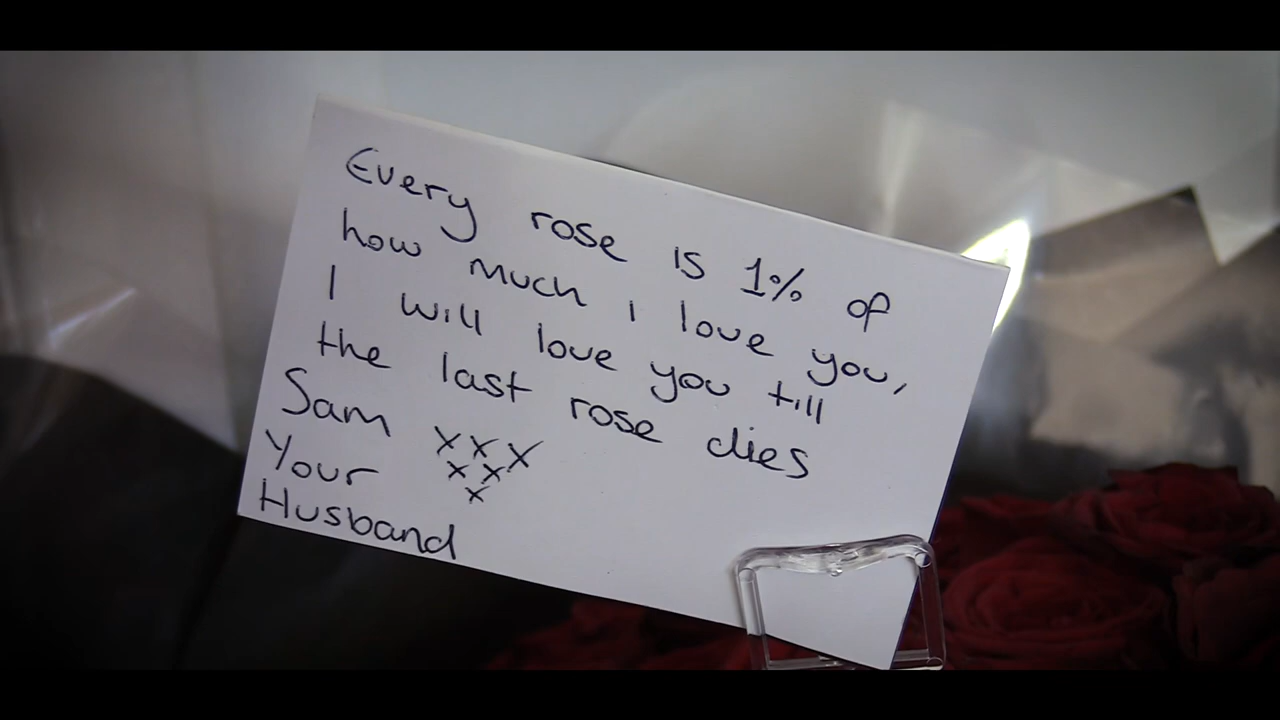 Every rose is 1% of
how much i love you,
I will love you till
the last rose dies
Sam xxx
Your xx
x
Husband